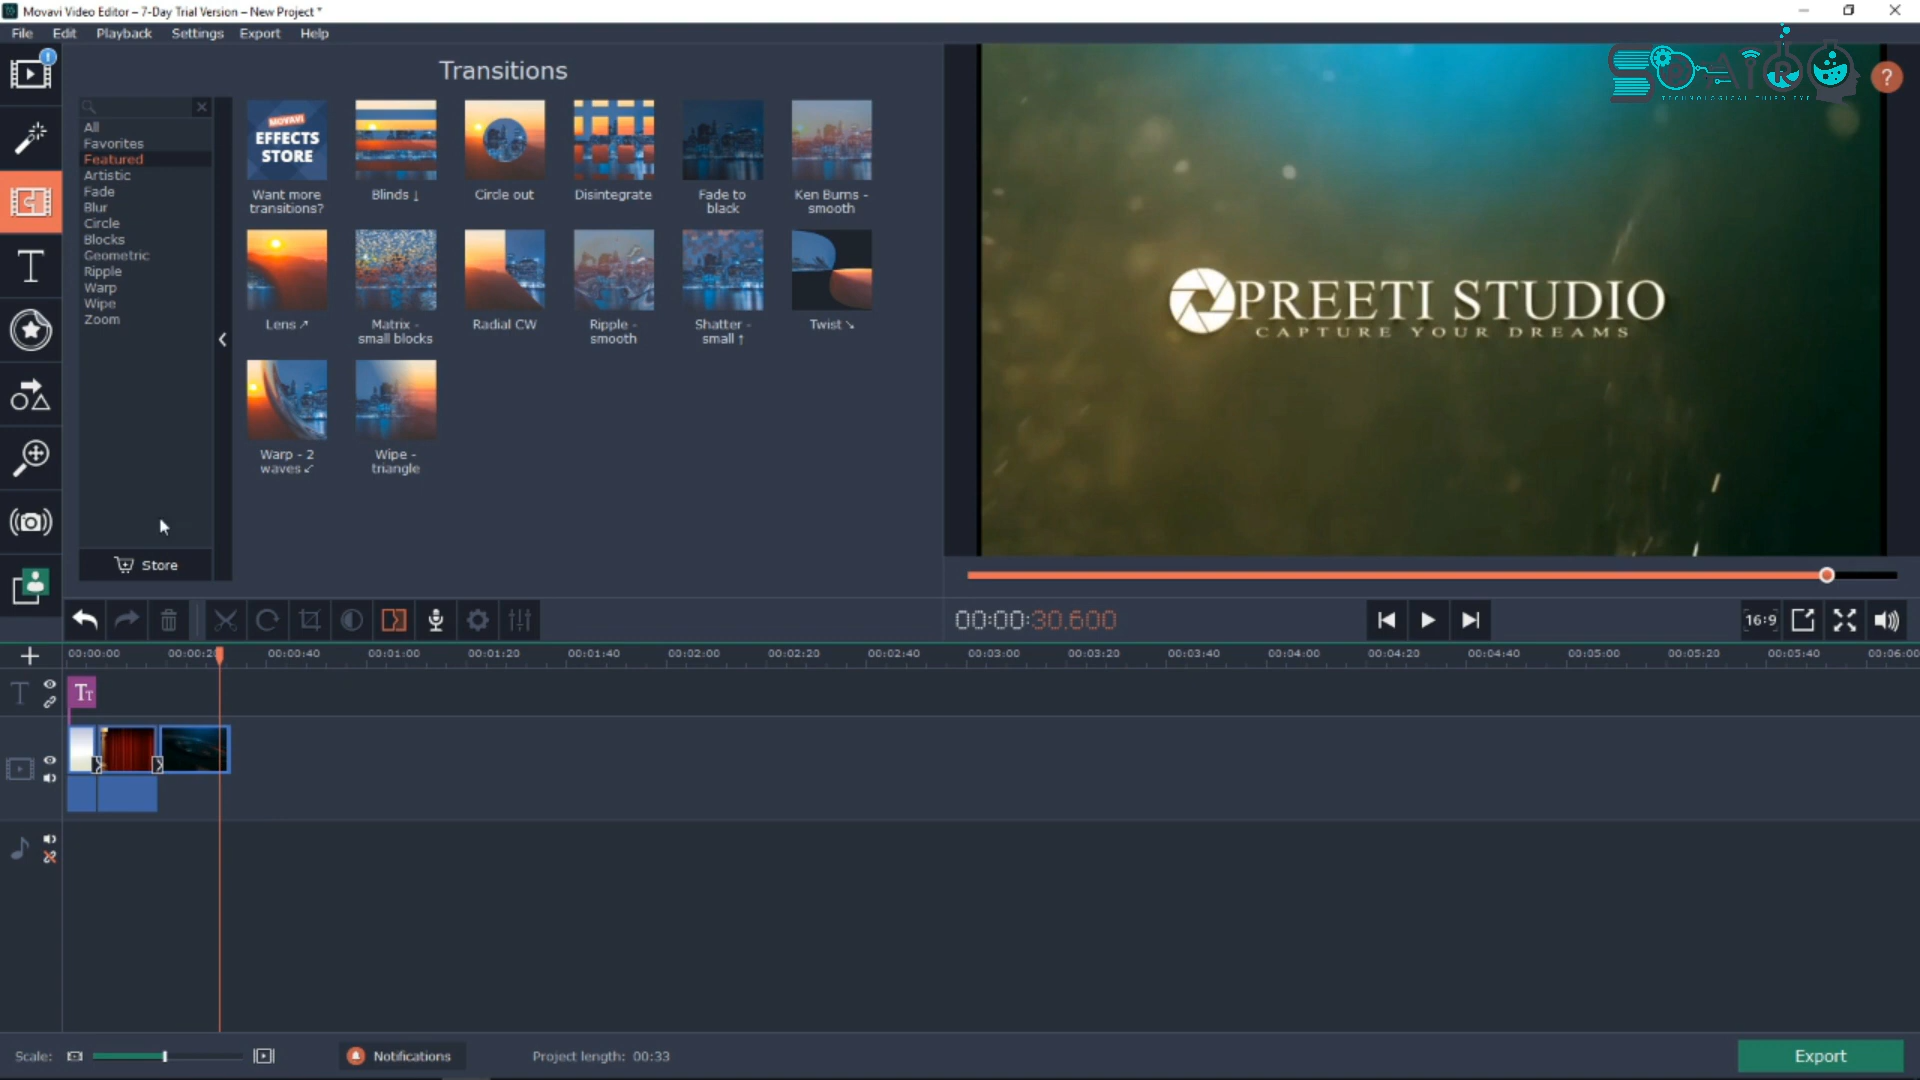 Movavi Video Editor – 7-Day Trial Version – New Project *
File Edit Playback Settings Export Help
Transitions
All
Favorites
Featured
Artistic
Fade
Blur
Circle
Blocks
Geometric
Ripple
Warp
Wipe
Zoom
Store
MOVAVI
EFFECTS
STORE
Want more
transitions?
Blinds ↓
Circle out
Disintegrate
Fade to
black
Ken Burns -
smooth
Lens ↗
Matrix -
small blocks
Radial CW
Ripple -
smooth
Shatter -
small ↑
Twist ↘
Warp - 2
waves ↙
Wipe -
triangle
TECHNOLOGICAL THIRD EYE
?
PREETI STUDIO
CAPTURE YOUR DREAMS
00:00:30.600
16:9
00:00:00 00:00:20 00:00:40 00:01:00 00:01:20 00:01:40 00:02:00 00:02:20 00:02:40 00:03:00 00:03:20 00:03:40 00:04:00 00:04:20 00:04:40 00:05:00 00:05:20 00:05:40 00:06:00
Scale:
Notifications
Project length: 00:33
Export